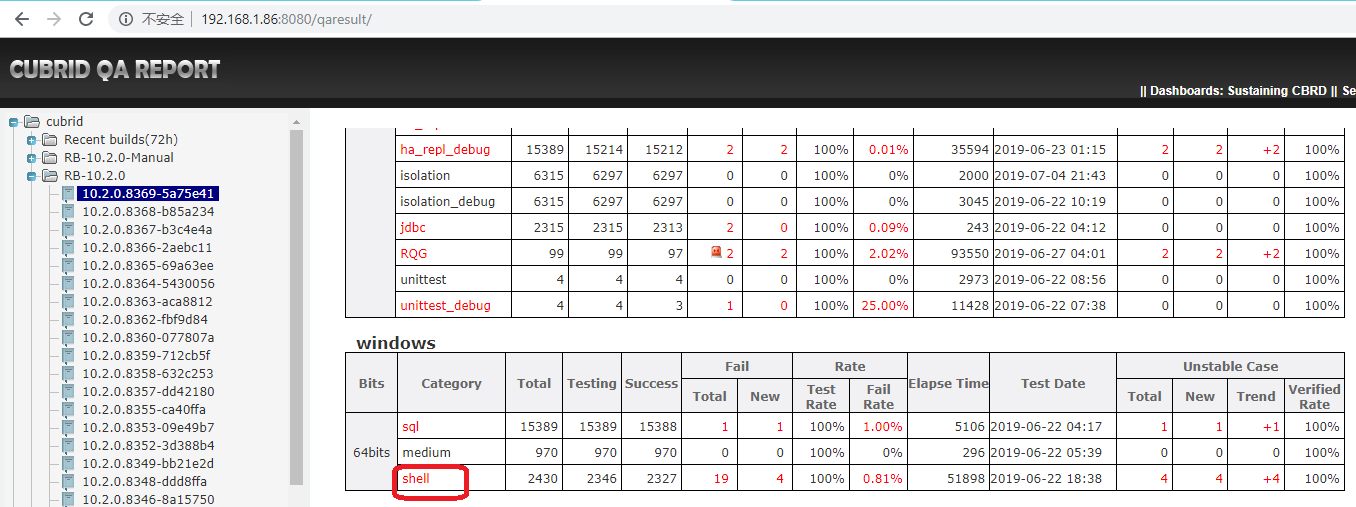 不安全 | 192.168.1.86:8080/qaresult/
CUBRID QA REPORT
|| Dashboards: Sustaining CBRD || Se
cubrid
Recent builds(72h)
RB-10.2.0-Manual
RB-10.2.0
10.2.0.8369-5a75e41
10.2.0.8368-b85a234
10.2.0.8367-b3c4e4a
10.2.0.8366-2aebc11
10.2.0.8365-69a63ee
10.2.0.8364-5430056
10.2.0.8363-aca8812
10.2.0.8362-fbf9d84
10.2.0.8360-077807a
10.2.0.8359-712cb5f
10.2.0.8358-632c253
10.2.0.8357-dd42180
10.2.0.8355-ca40ffa
10.2.0.8353-09e49b7
10.2.0.8352-3d388b4
10.2.0.8349-bb21e2d
10.2.0.8348-ddd8ffa
10.2.0.8346-8a15750
ha_repl_debug 15389 15214 15212 2 2 100% 0.01% 35594 2019-06-23 01:15 2 2 +2 100%
isolation 6315 6297 6297 0 0 100% 0% 2000 2019-07-04 21:43 0 0 0 100%
isolation_debug 6315 6297 6297 0 0 100% 0% 3045 2019-06-22 10:19 0 0 0 100%
jdbc 2315 2315 2313 2 0 100% 0.09% 243 2019-06-22 04:12 0 0 0 100%
RQG 99 99 97 2 2 100% 2.02% 93550 2019-06-27 04:01 2 2 +2 100%
unittest 4 4 4 0 0 100% 0% 2973 2019-06-22 08:56 0 0 0 100%
unittest_debug 4 4 3 1 0 100% 25.00% 11428 2019-06-22 07:38 0 0 0 100%
windows
Bits Category Total Testing Success Fail Rate Elapse Time Test Date Unstable Case
Total New Test Rate Fail Rate Total New Trend Verified Rate
64bits
sql 15389 15389 15388 1 1 100% 1.00% 5106 2019-06-22 04:17 1 1 +1 100%
medium 970 970 970 0 0 100% 0% 296 2019-06-22 05:39 0 0 0 100%
shell 2430 2346 2327 19 4 100% 0.81% 51898 2019-06-22 18:38 4 4 +4 100%